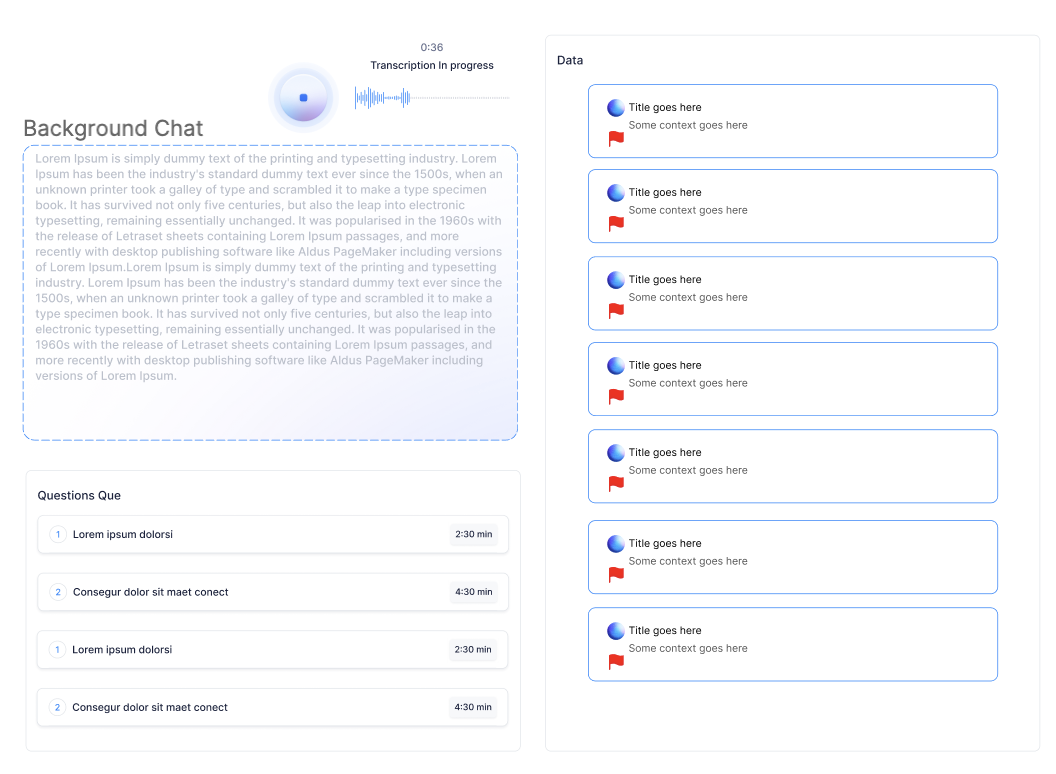 0:36
Transcription In progress
Background Chat
Lorem Ipsum is simply dummy text of the printing and typesetting industry. Lorem
Ipsum has been the industry's standard dummy text ever since the 1500s, when an
unknown printer took a galley of type and scrambled it to make a type specimen
book. It has survived not only five centuries, but also the leap into electronic
typesetting, remaining essentially unchanged. It was popularised in the 1960s with
the release of Letraset sheets containing Lorem Ipsum passages, and more
recently with desktop publishing software like Aldus PageMaker including versions
of Lorem Ipsum.Lorem Ipsum is simply dummy text of the printing and typesetting
industry. Lorem Ipsum has been the industry's standard dummy text ever since the
1500s, when an unknown printer took a galley of type and scrambled it to make a
type specimen book. It has survived not only five centuries, but also the leap into
electronic typesetting, remaining essentially unchanged. It was popularised in the
1960s with the release of Letraset sheets containing Lorem Ipsum passages, and
more recently with desktop publishing software like Aldus PageMaker including
versions of Lorem Ipsum.
Questions Que
1 Lorem ipsum dolorsi 2:30 min
2 Consegur dolor sit maet conect 4:30 min
1 Lorem ipsum dolorsi 2:30 min
2 Consegur dolor sit maet conect 4:30 min
Data
Title goes here
Some context goes here
Title goes here
Some context goes here
Title goes here
Some context goes here
Title goes here
Some context goes here
Title goes here
Some context goes here
Title goes here
Some context goes here
Title goes here
Some context goes here